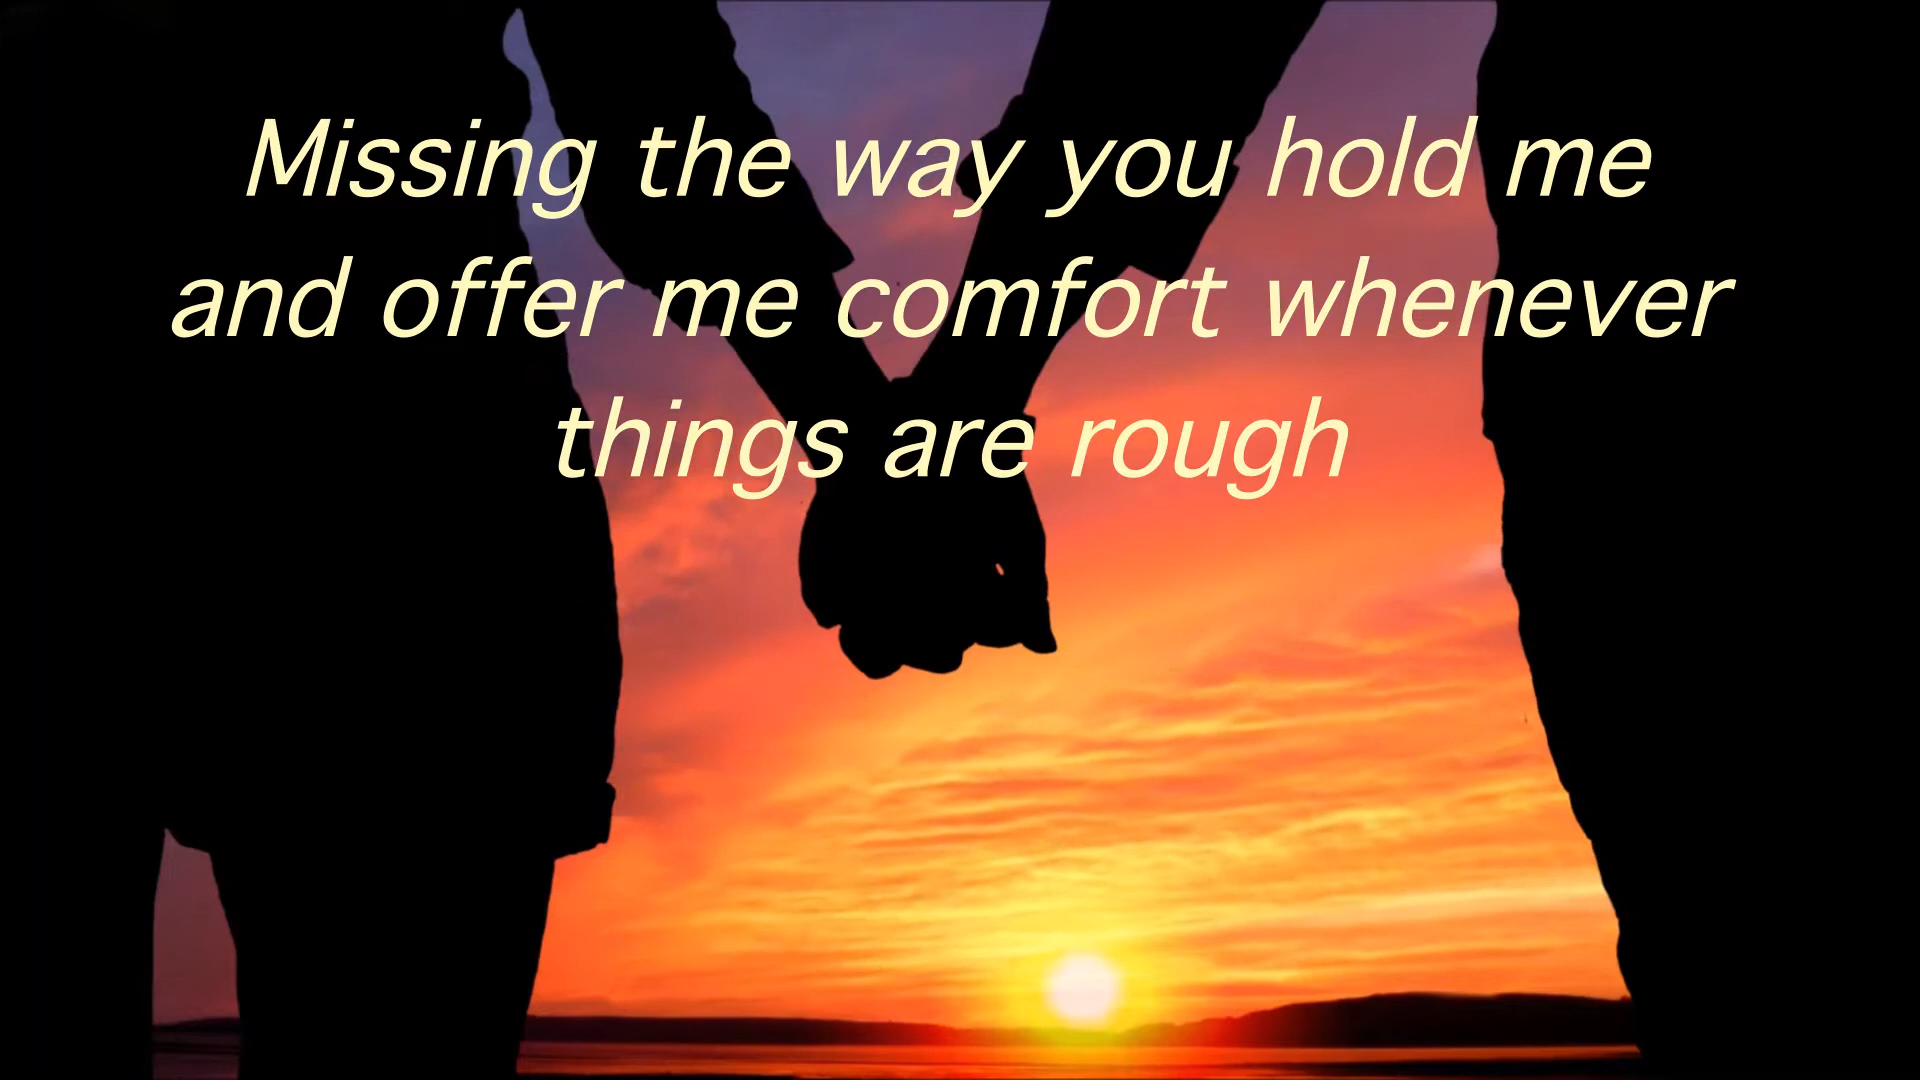 Missing the way you hold me
and offer me comfort whenever
things are rough